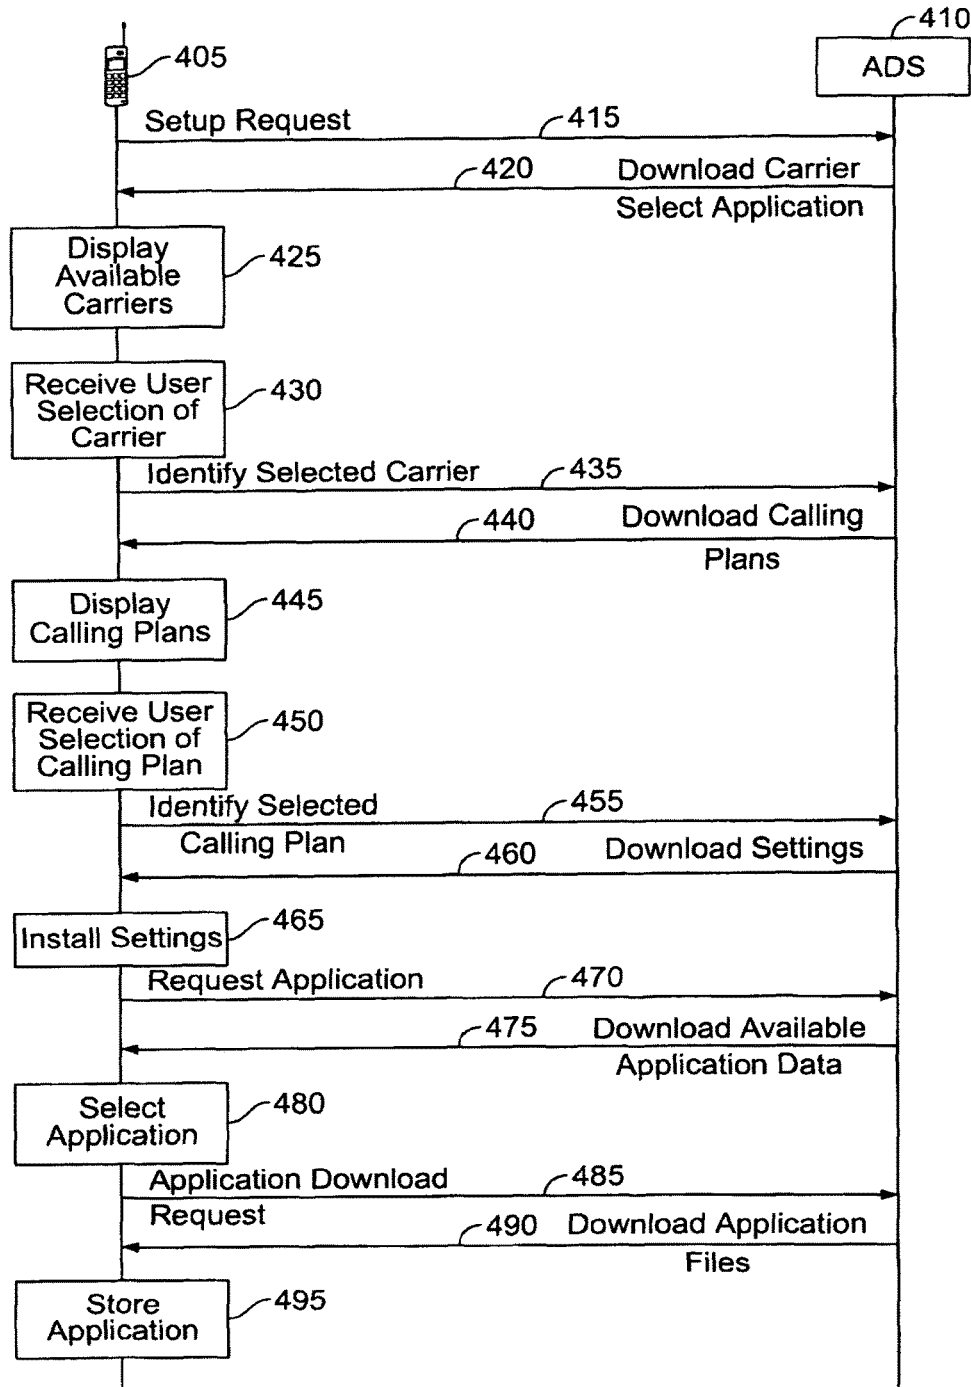 410
405
ADS
Setup Request
415
420
Download Carrier
Select Application
Display
Available
Carriers
425
Receive User
Selection of
Carrier
430
Identify Selected Carrier
435
440
Download Calling
Plans
Display
Calling Plans
445
Receive User
Selection of
Calling Plan
450
Identify Selected
Calling Plan
455
460
Download Settings
Install Settings
465
Request Application
470
475
Download Available
Application Data
Select
Application
480
Application Download
Request
485
490
Download Application
Files
Store
Application
495